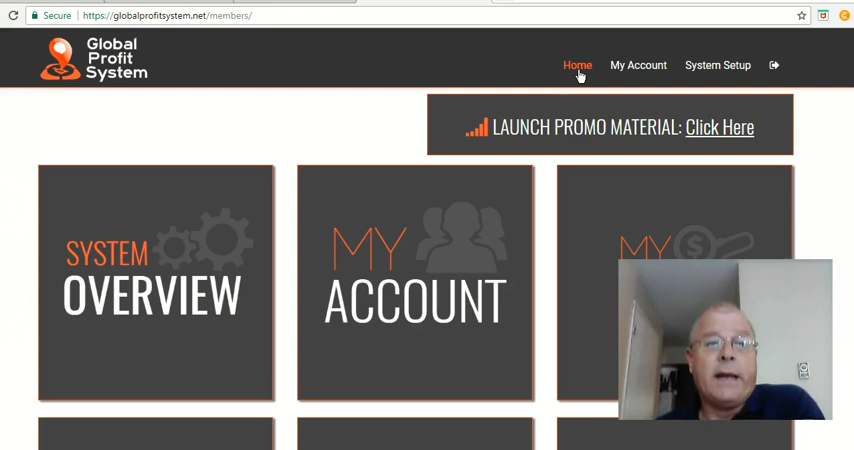 Secure
https://globalprofitsystem.net/members/
Global
Profit
System
Home
My Account
System Setup
LAUNCH PROMO MATERIAL: Click Here
SYSTEM
OVERVIEW
MY
ACCOUNT
MY